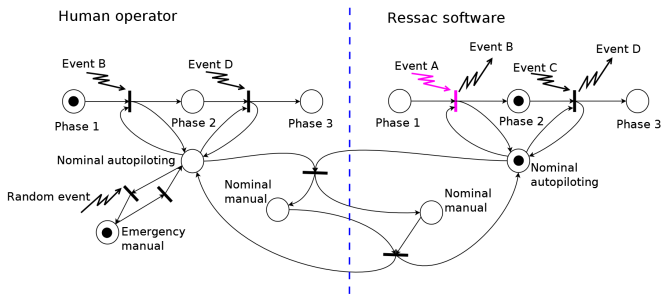 Human operator
Ressac software
Event B
Event D
Event A
Event B
Event C
Event D
Phase 1
Phase 2
Phase 3
Phase 1
Phase 2
Phase 3
Nominal autopiloting
Nominal
autopiloting
Random event
Nominal
manual
Nominal
manual
Emergency
manual